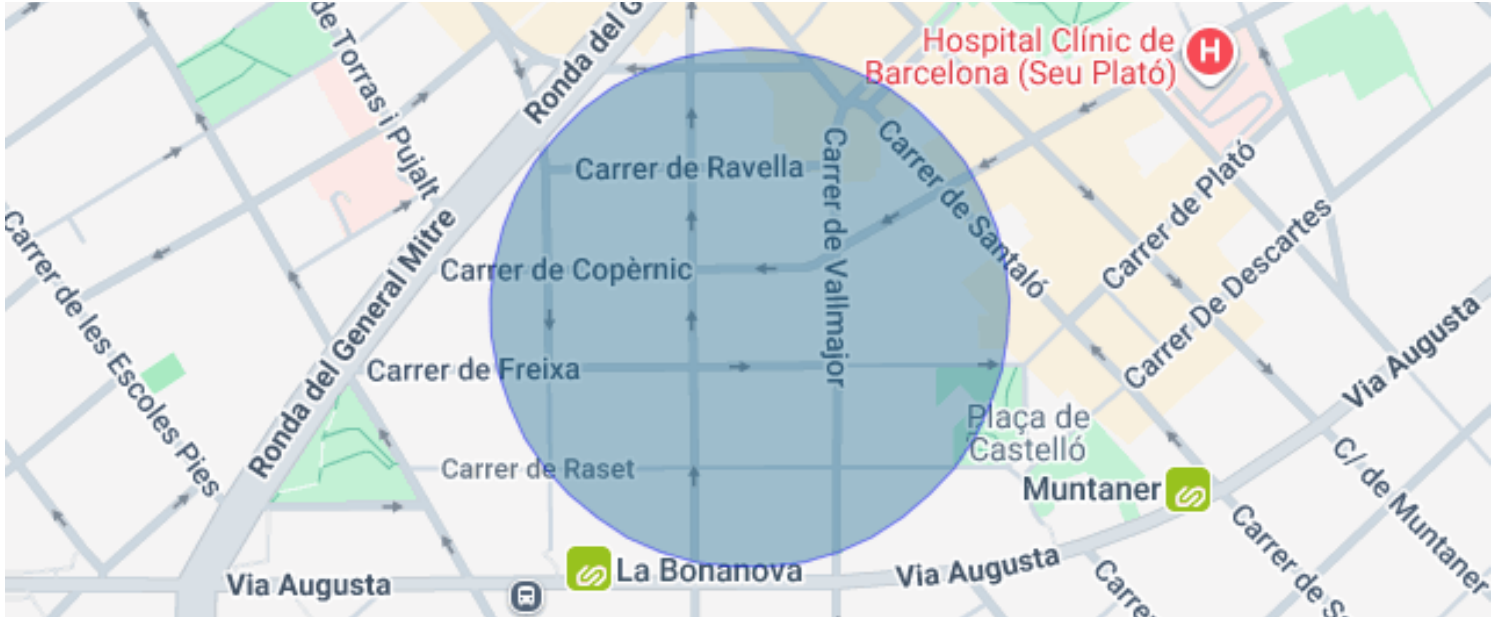 de Torras i Pujalt
Ronda del G
Hospital Clínic de
Barcelona (Seu Plató)
H
Carrer de Ravella
Carrer de Vallmajor
Carrer de Santaló
Carrer de Plató
Carrer De Descartes
Carrer de les Escoles Pies
Ronda del General Mitre
Carrer de Copèrnic
Carrer de Freixa
Via Augusta
Plaça de
Castelló
Carrer de Raset
Muntaner
C/ de Muntaner
Carrer de S
La Bonanova
Via Augusta
Via Augusta
Carre